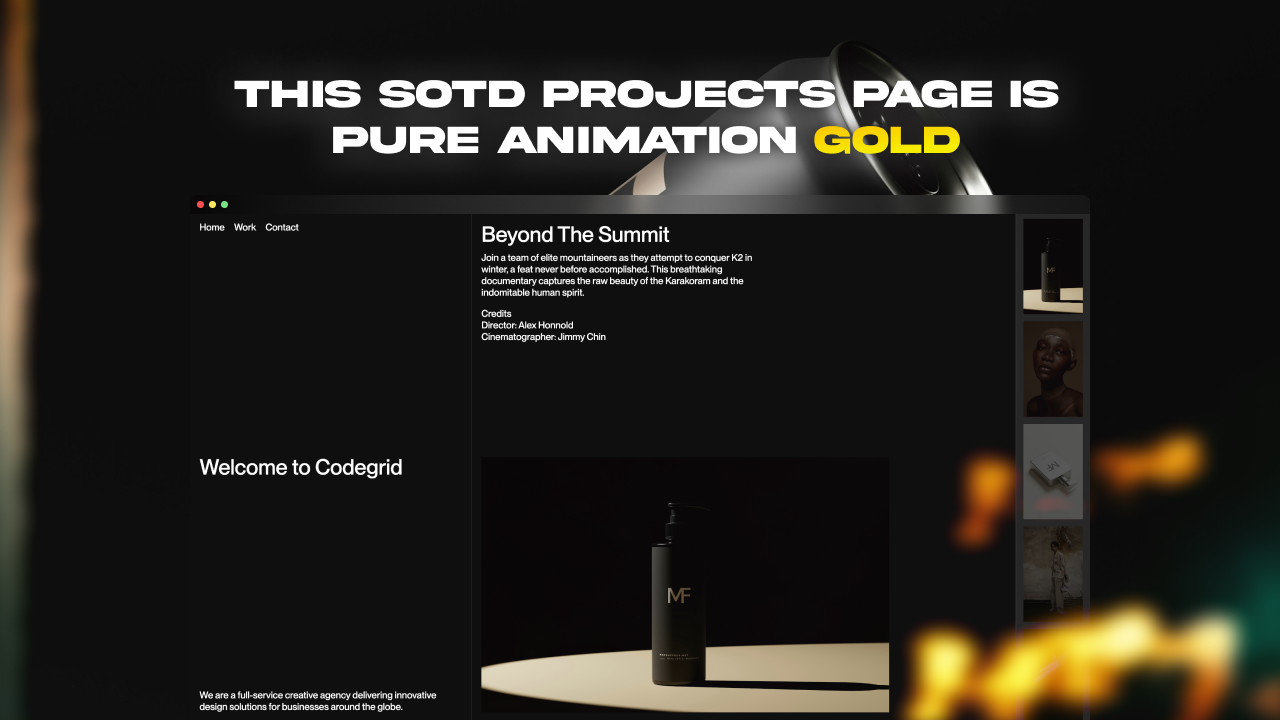 THIS SOTD PROJECTS PAGE IS
PURE ANIMATION GOLD
Home Work Contact
Beyond The Summit
Join a team of elite mountaineers as they attempt to conquer K2 in
winter, a feat never before accomplished. This breathtaking
documentary captures the raw beauty of the Karakoram and the
indomitable human spirit.
Credits
Director: Alex Honnold
Cinematographer: Jimmy Chin
Welcome to Codegrid
MF
MF
We are a full-service creative agency delivering innovative
design solutions for businesses around the globe.